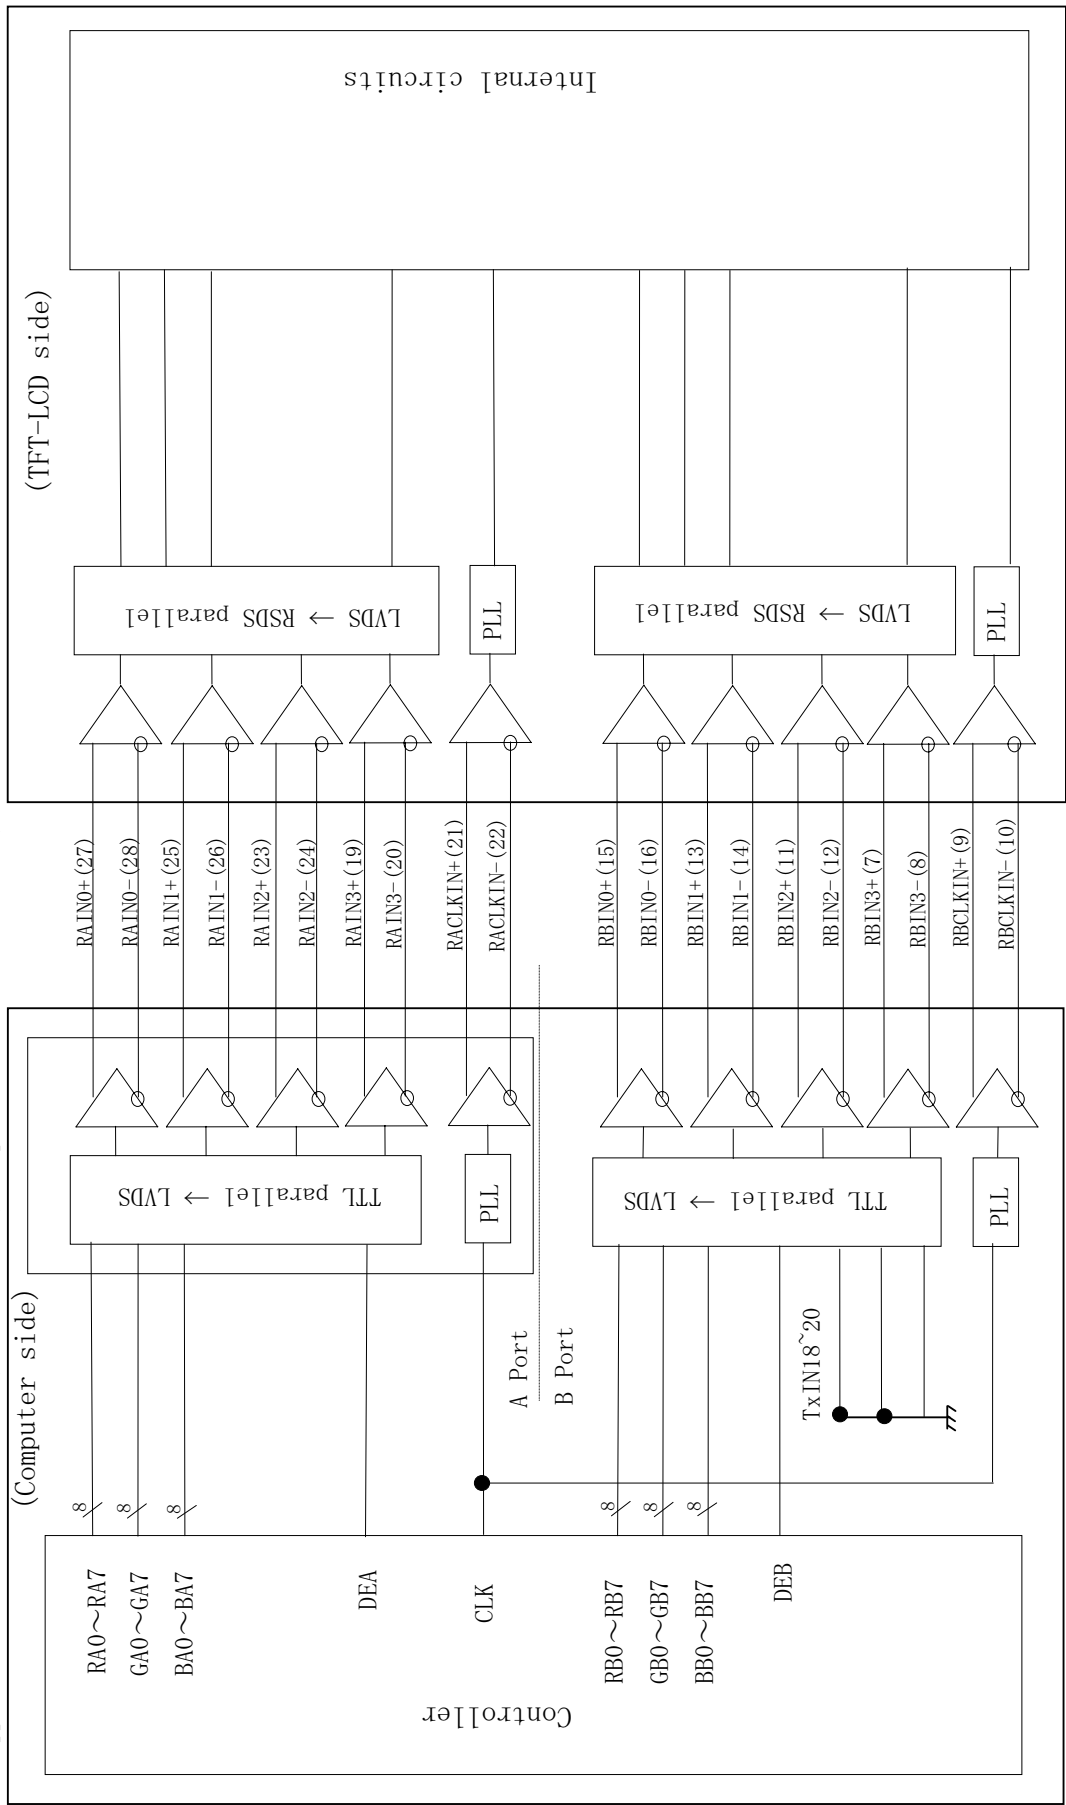 Internal circuits
(TFT-LCD side)
LVDS → RSDS parallel
PLL
LVDS → RSDS parallel
PLL
RAIN0+(27)
RAIN0-(28)
RAIN1+(25)
RAIN1-(26)
RAIN2+(23)
RAIN2-(24)
RAIN3+(19)
RAIN3-(20)
RACLKIN+(21)
RACLKIN-(22)
RBIN0+(15)
RBIN0-(16)
RBIN1+(13)
RBIN1-(14)
RBIN2+(11)
RBIN2-(12)
RBIN3+(7)
RBIN3-(8)
RBCLKIN+(9)
RBCLKIN-(10)
TTL parallel → LVDS
PLL
TTL parallel → LVDS
PLL
(Computer side)
A Port
B Port
TxIN18~20
8
8
8
8
8
8
RA0～RA7
GA0～GA7
BA0～BA7
DEA
CLK
RB0～RB7
GB0～GB7
BB0～BB7
DEB
Controller